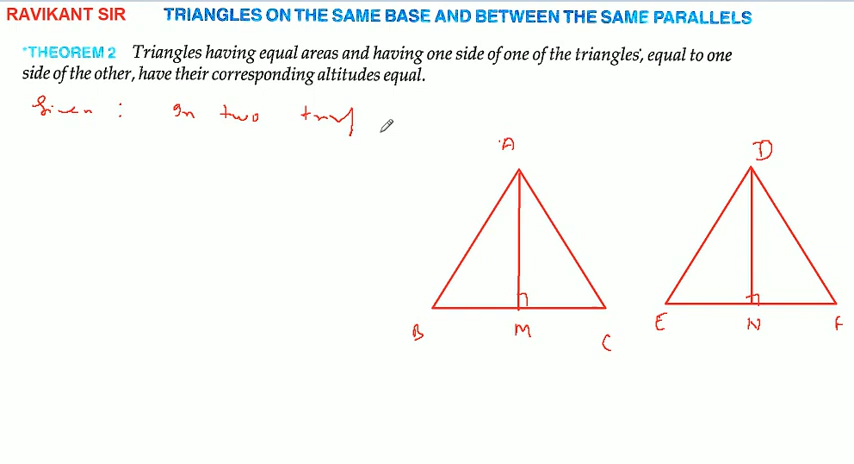 RAVIKANT SIR TRIANGLES ON THE SAME BASE AND BETWEEN THE SAME PARALLELS
*THEOREM 2 Triangles having equal areas and having one side of one of the triangles, equal to one
side of the other, have their corresponding altitudes equal.
Given : In two
A D
B M C E N F